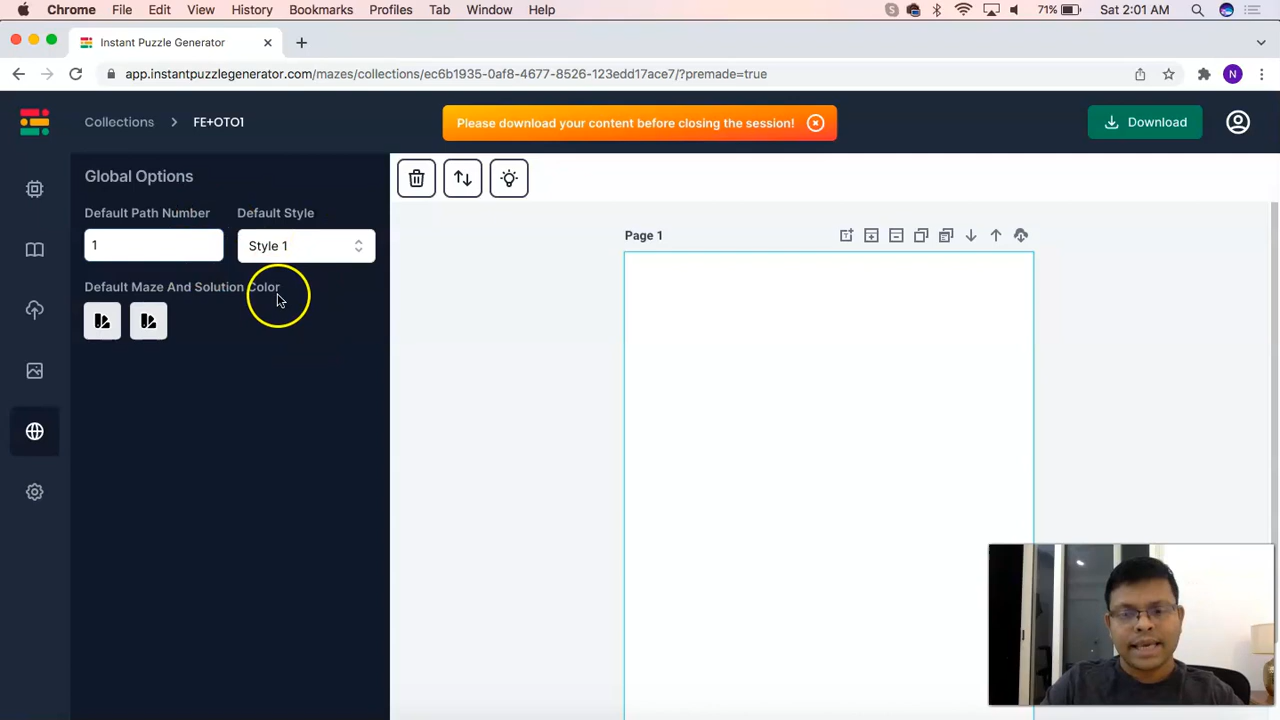 Chrome File Edit View History Bookmarks Profiles Tab Window Help 71% Sat 2:01 AM
Instant Puzzle Generator
app.instantpuzzlegenerator.com/mazes/collections/ec6b1935-0af8-4677-8526-123edd17ace7/?premade=true N
Collections > FE+OTO1 Please download your content before closing the session! Download
Global Options
Default Path Number Default Style
1 Style 1
Page 1
Default Maze And Solution Color